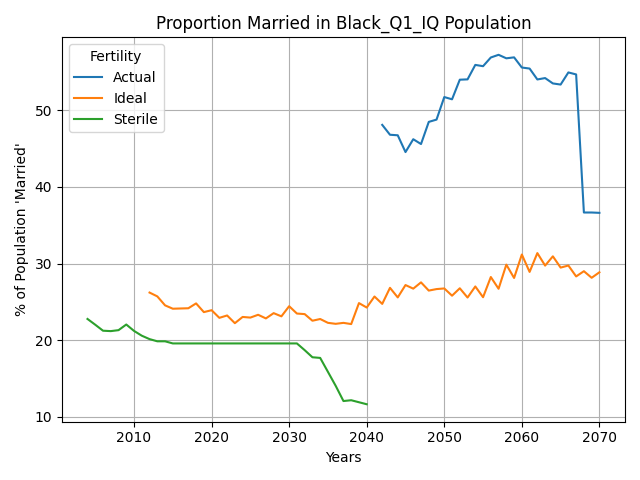 Proportion Married in Black_Q1_IQ Population
Fertility
Actual
Ideal
Sterile
% of Population 'Married'
50
40
30
20
10
2010 2020 2030 2040 2050 2060 2070
Years